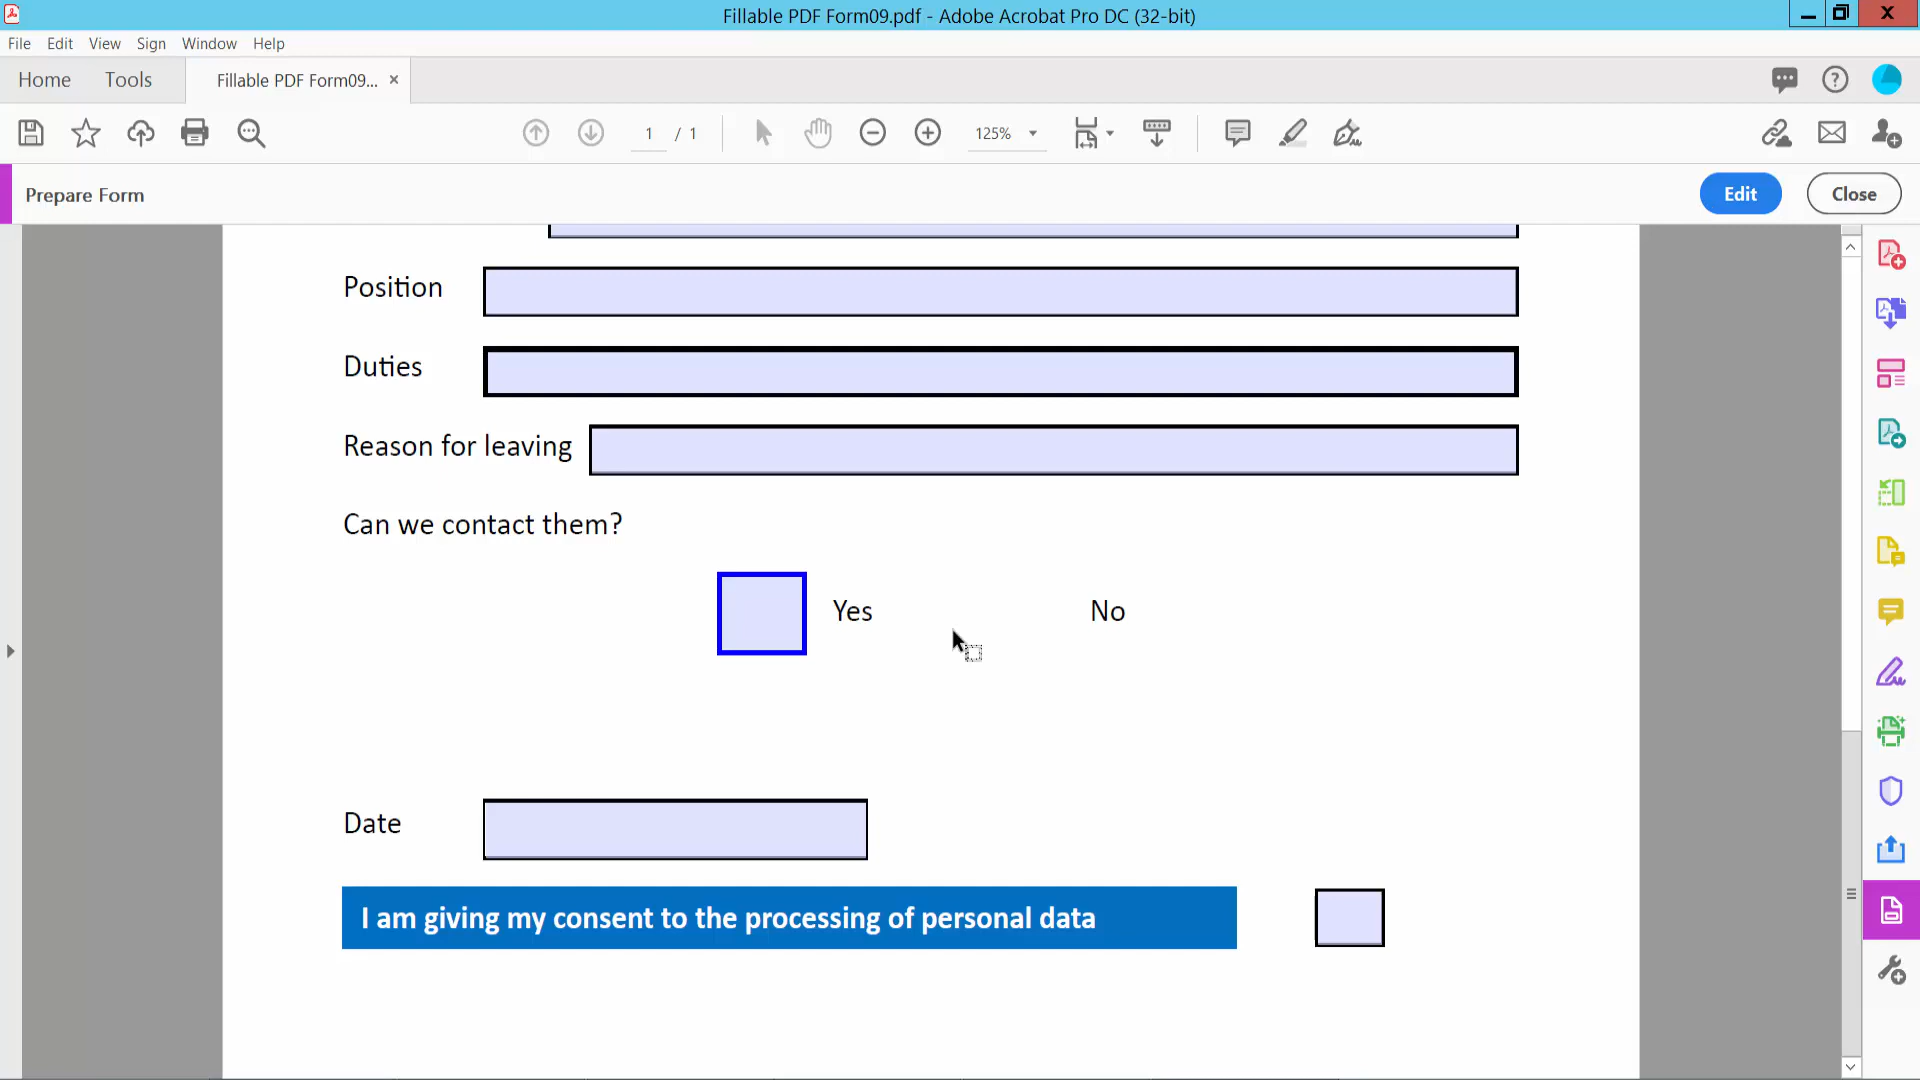 Fillable PDF Form09.pdf - Adobe Acrobat Pro DC (32-bit)
File Edit View Sign Window Help
Home Tools Fillable PDF Form09... ×
1 / 1 125%
Prepare Form Edit Close
Position
Duties
Reason for leaving
Can we contact them?
Yes No
Date
I am giving my consent to the processing of personal data